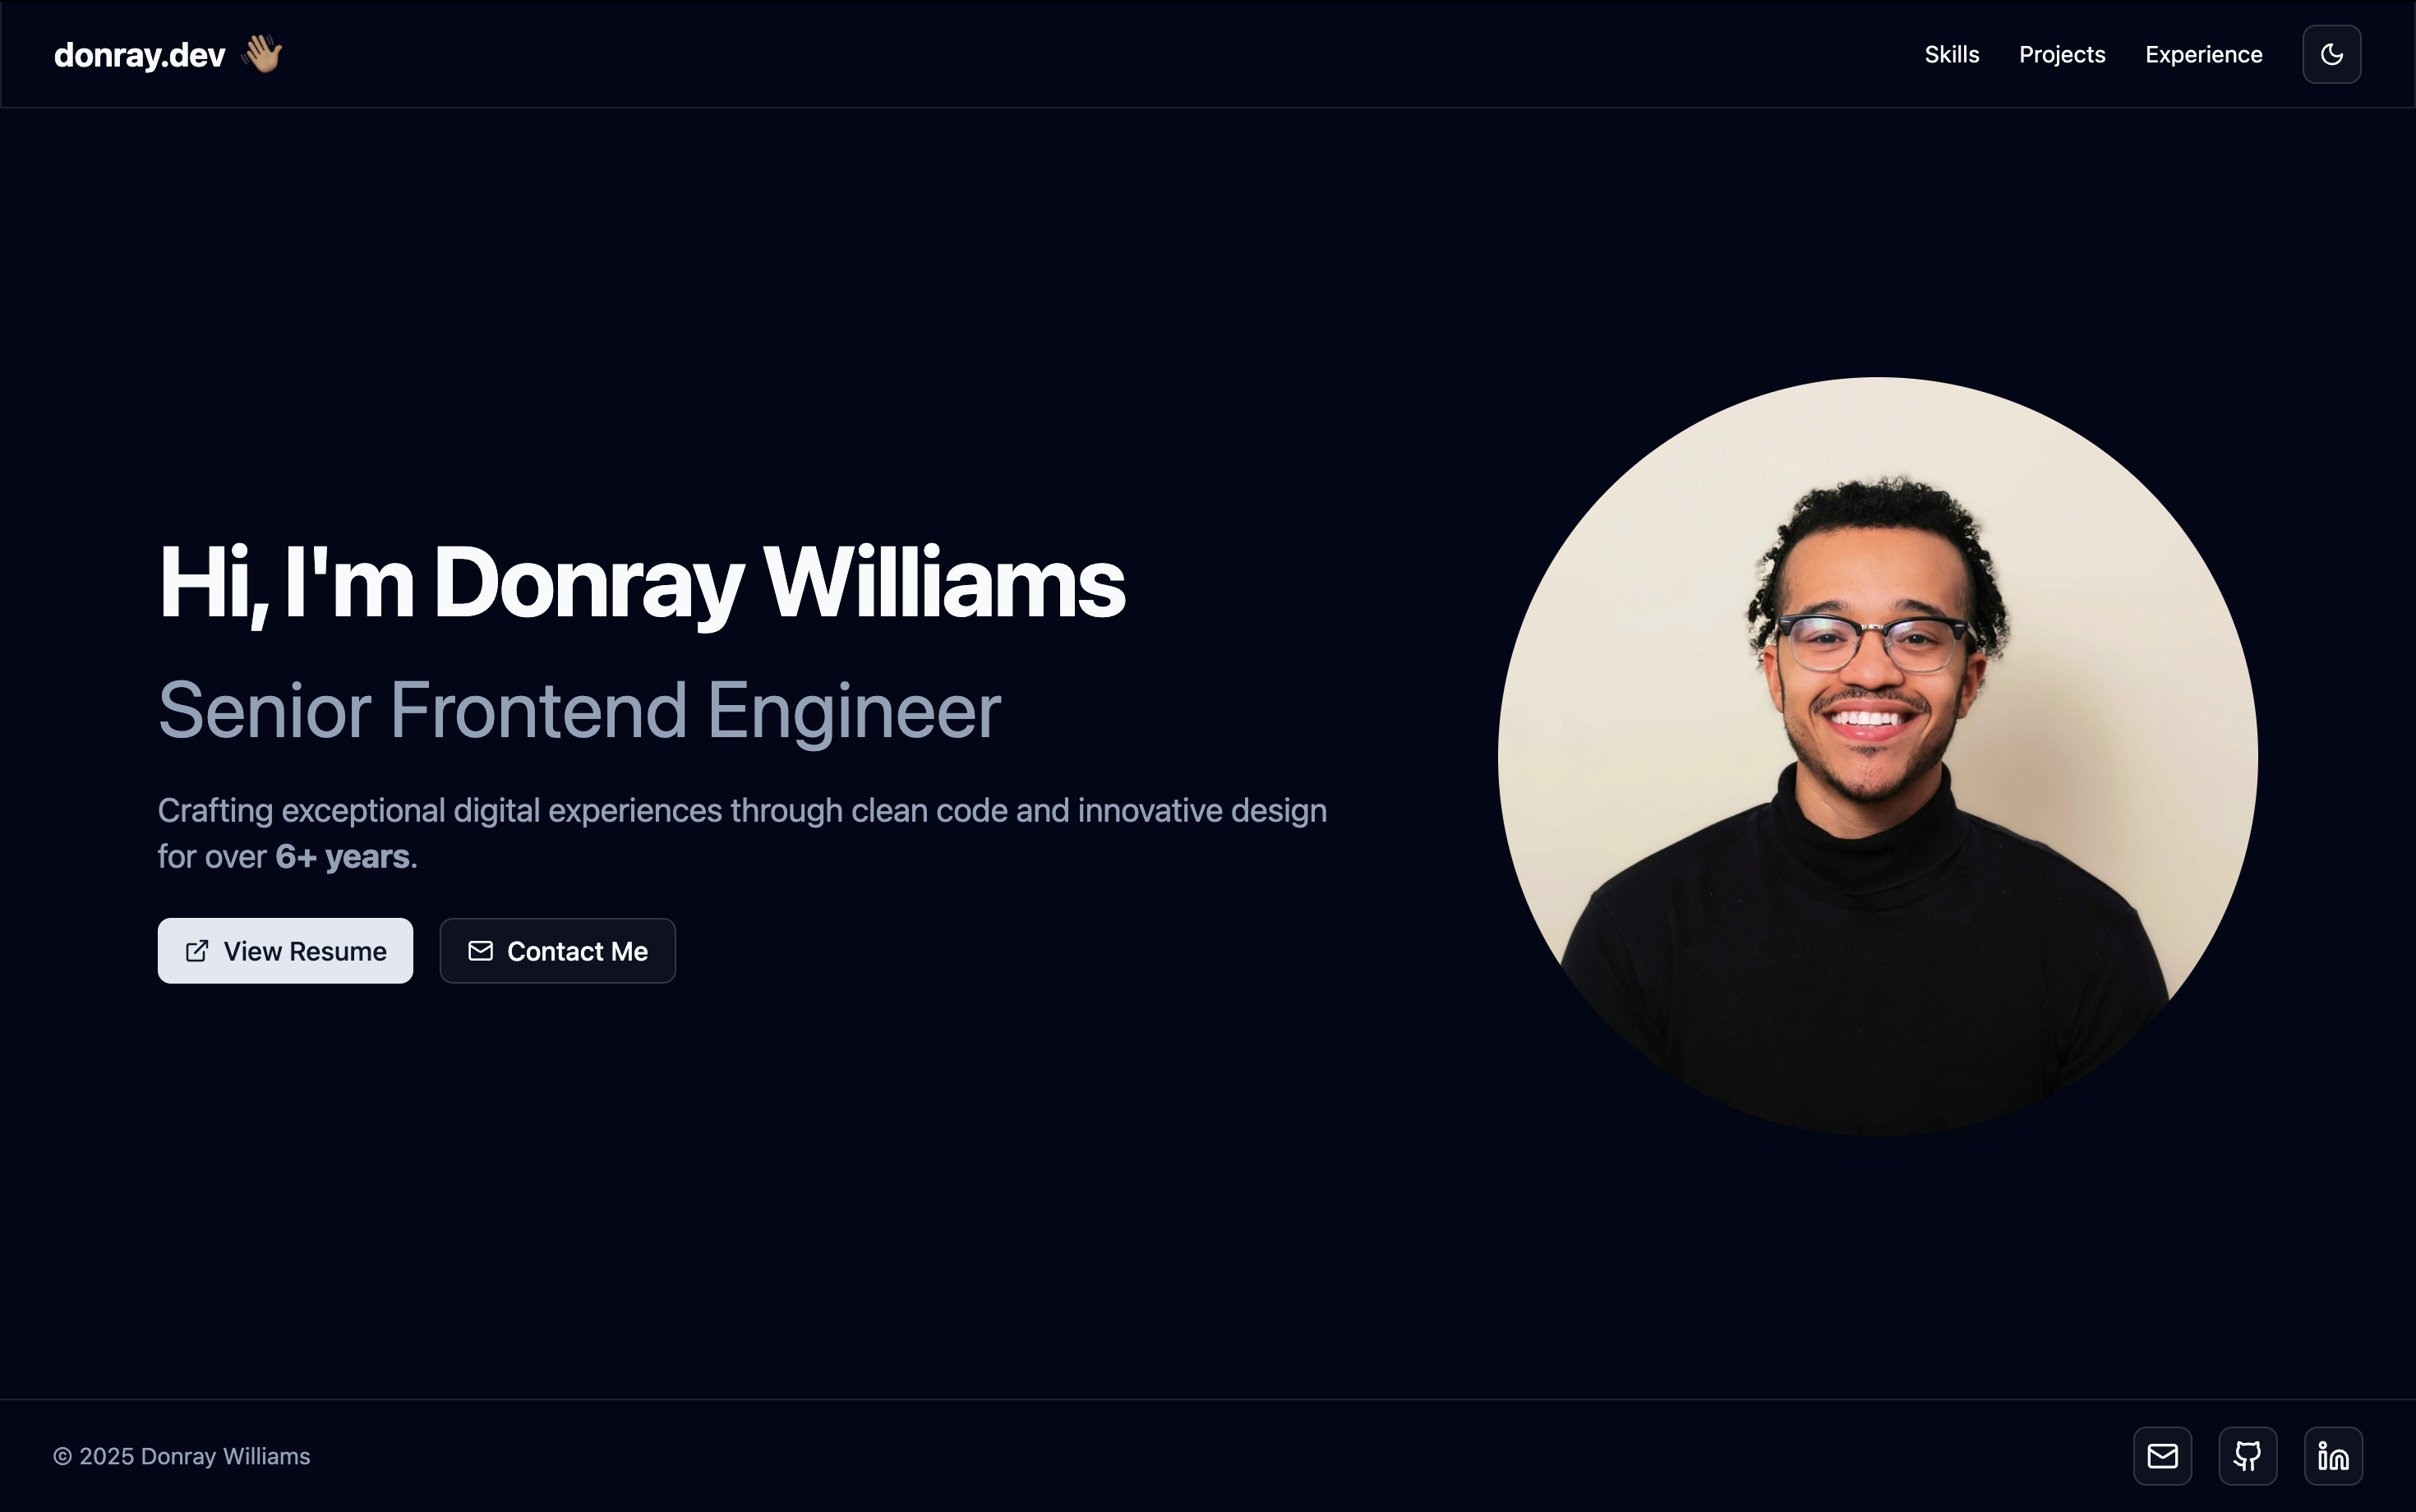 donray.dev 👋🏽
Skills
Projects
Experience
Hi, I'm Donray Williams
Senior Frontend Engineer
Crafting exceptional digital experiences through clean code and innovative design
for over 6+ years.
View Resume
Contact Me
© 2025 Donray Williams